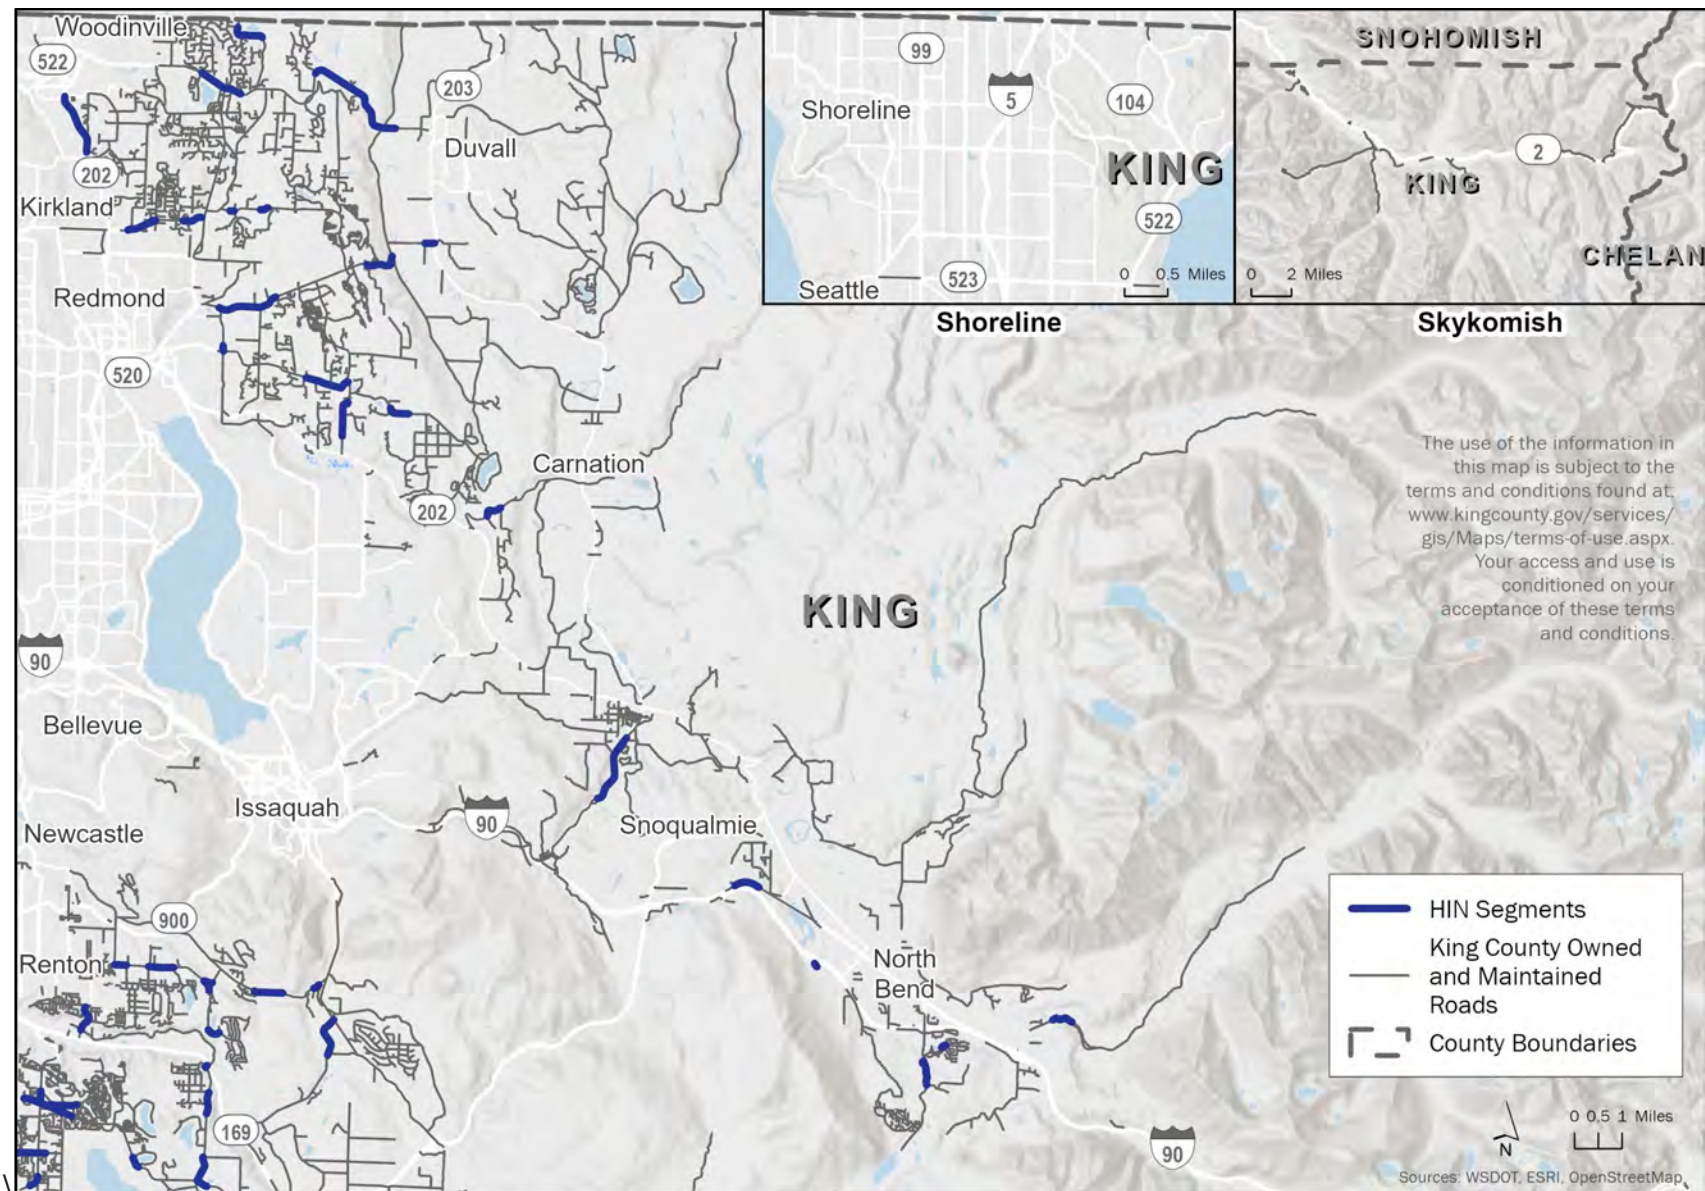 Woodinville
522
203
Duvall
202
Kirkland
Redmond
520
Carnation
202
KING
90
Bellevue
Issaquah
90
Snoqualmie
Newcastle
900
Renton
North
Bend
169
90
99
5
104
Shoreline
KING
522
523
Seattle
0 0.5 Miles
Shoreline
SNOHOMISH
2
KING
CHELAN
0 2 Miles
Skykomish
The use of the information in
this map is subject to the
terms and conditions found at:
www.kingcounty.gov/services/
gis/Maps/terms-of-use.aspx.
Your access and use is
conditioned on your
acceptance of these terms
and conditions.
HIN Segments
King County Owned
and Maintained
Roads
County Boundaries
N
0 0.5 1 Miles
Sources: WSDOT, ESRI, OpenStreetMap,
\